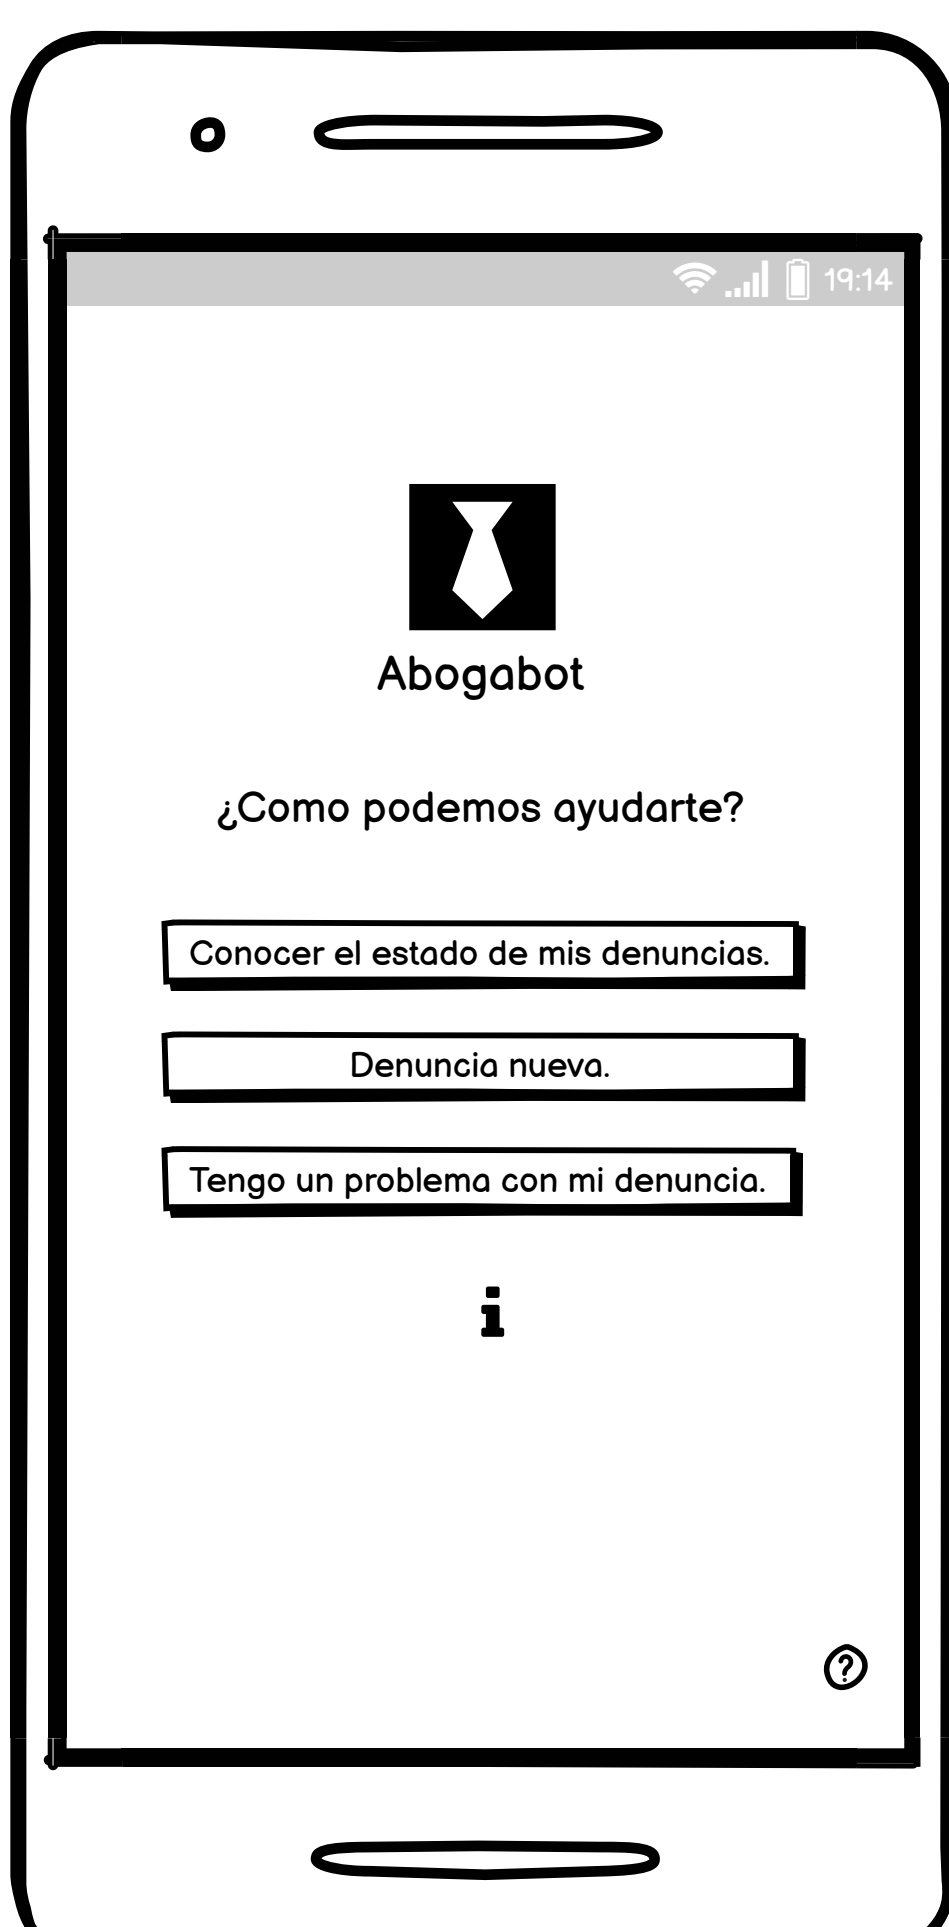 19:14
Abogabot
¿Como podemos ayudarte?
Conocer el estado de mis denuncias.
Denuncia nueva.
Tengo un problema con mi denuncia.
i
?